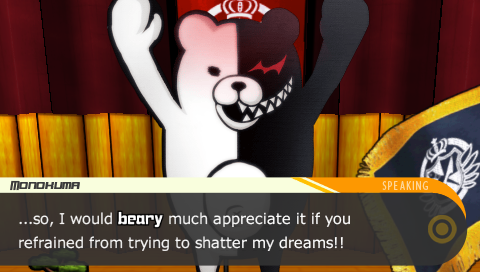 MONOKUMA
SPEAKING
...so, I would beary much appreciate it if you
refrained from trying to shatter my dreams!!